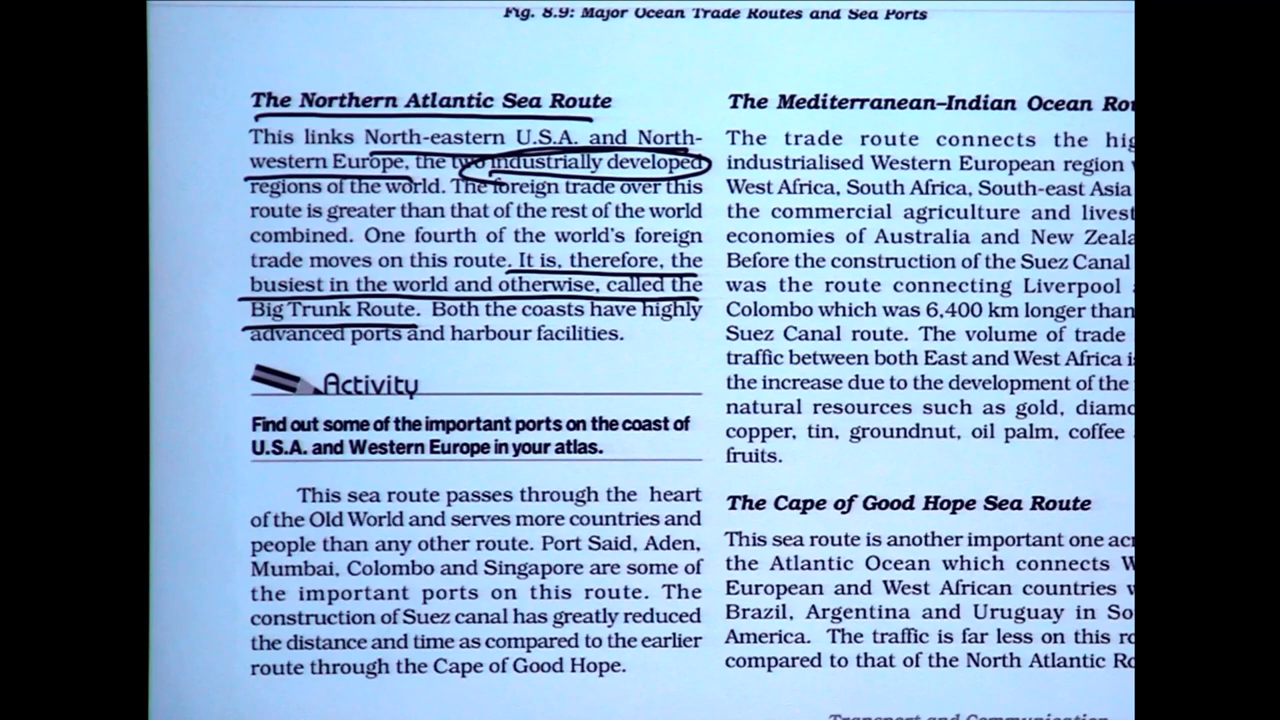 Fig. 8.9: Major Ocean Trade Routes and Sea Ports
The Northern Atlantic Sea Route
This links North-eastern U.S.A. and North-
western Europe, the two industrially developed
regions of the world. The foreign trade over this
route is greater than that of the rest of the world
combined. One fourth of the world's foreign
trade moves on this route. It is, therefore, the
busiest in the world and otherwise, called the
Big Trunk Route. Both the coasts have highly
advanced ports and harbour facilities.
Activity
Find out some of the important ports on the coast of
U.S.A. and Western Europe in your atlas.
This sea route passes through the heart
of the Old World and serves more countries and
people than any other route. Port Said, Aden,
Mumbai, Colombo and Singapore are some of
the important ports on this route. The
construction of Suez canal has greatly reduced
the distance and time as compared to the earlier
route through the Cape of Good Hope.
The Mediterranean–Indian Ocean
The trade route connects the
industrialised Western European region
West Africa, South Africa, South-east Asia
the commercial agriculture and
economies of Australia and New
Before the construction of the Suez Canal
was the route connecting Liverpool
Colombo which was 6,400 km longer than
Suez Canal route. The volume of trade
traffic between both East and West Africa
the increase due to the development of the
natural resources such as gold,
copper, tin, groundnut, oil palm, coffee
fruits.
The Cape of Good Hope Sea Route
This sea route is another important one
the Atlantic Ocean which connects
European and West African countries
Brazil, Argentina and Uruguay in
America. The traffic is far less on this
compared to that of the North Atlantic
Transport and Communication